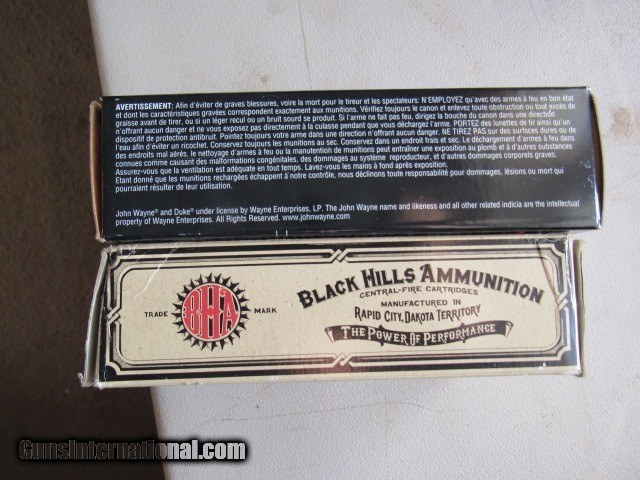 AVERTISSEMENT: Afin d'éviter de graves blessures, voire la mort pour le tireur et les spectateurs: N'EMPLOYEZ qu'avec des armes à feu en bon état
et dont les caractéristiques gravées correspondent exactement aux munitions. Vérifiez toujours le canon et enlevez toute obstruction ou tout excès de
graisse avant de tirer, ou si un léger recul ou un bruit sourd se produit. Si l'arme ne fait pas feu, dirigez la bouche du canon dans une direction
n'offrant aucun danger et ne vous exposez pas directement à la culasse pendant que vous déchargez l'arme. PORTEZ des lunettes de tir ainsi qu'un
dispositif de protection antibruit. Pointez toujours votre arme dans une direction n'offrant aucun danger. NE TIREZ PAS sur des surfaces dures ou de
l'eau afin d'éviter un ricochet. Conservez toujours les munitions au sec. Conservez dans un endroit frais et sec. Le déchargement d'armes à feu dans
des endroits mal aérés, le nettoyage d'armes à feu ou la manutention de munitions peut entraîner une exposition au plomb et à d'autres substances
connues comme causant des malformations congénitales, des dommages au système reproducteur, et d'autres dommages corporels graves.
Assurez-vous que la ventilation est adéquate en tout temps. Lavez-vous les mains à fond après exposition.
Étant donné que les munitions rechargées échappent à notre contrôle, nous déclinons toute responsabilité pour dommages, lésions ou mort qui
pourraient résulter de leur utilisation.
John Wayne® and Duke® under license by Wayne Enterprises, LP. The John Wayne name and likeness and all other related indicia are the intellectual
property of Wayne Enterprises. All Rights Reserved. www.johnwayne.com
TRADE BHA MARK
BLACK HILLS AMMUNITION
CENTRAL-FIRE CARTRIDGES
MANUFACTURED IN
RAPID CITY, DAKOTA TERRITORY
THE POWER OF PERFORMANCE
GunsInternational.com